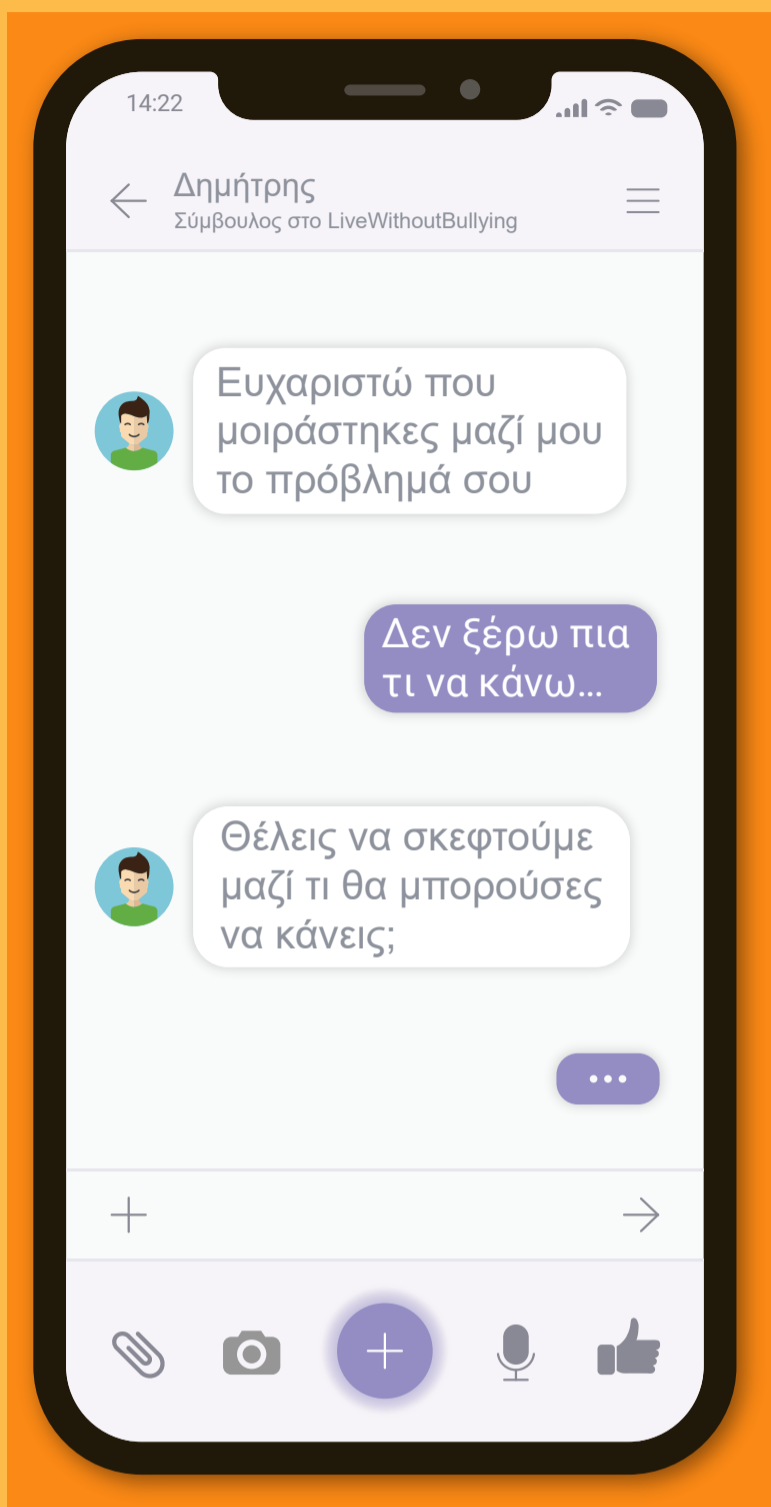 14:22
Δημήτρης
Σύμβουλος στο LiveWithoutBullying
Ευχαριστώ που
μοιράστηκες μαζί μου
το πρόβλημά σου
Δεν ξέρω πια
τι να κάνω...
Θέλεις να σκεφτούμε
μαζί τι θα μπορούσες
να κάνεις;